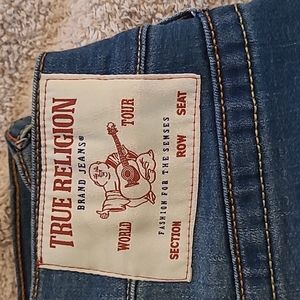 TRUE RELIGION
BRAND JEANS®
WORLD TOUR
FASHION FOR THE SENSES
SECTION ROW SEAT